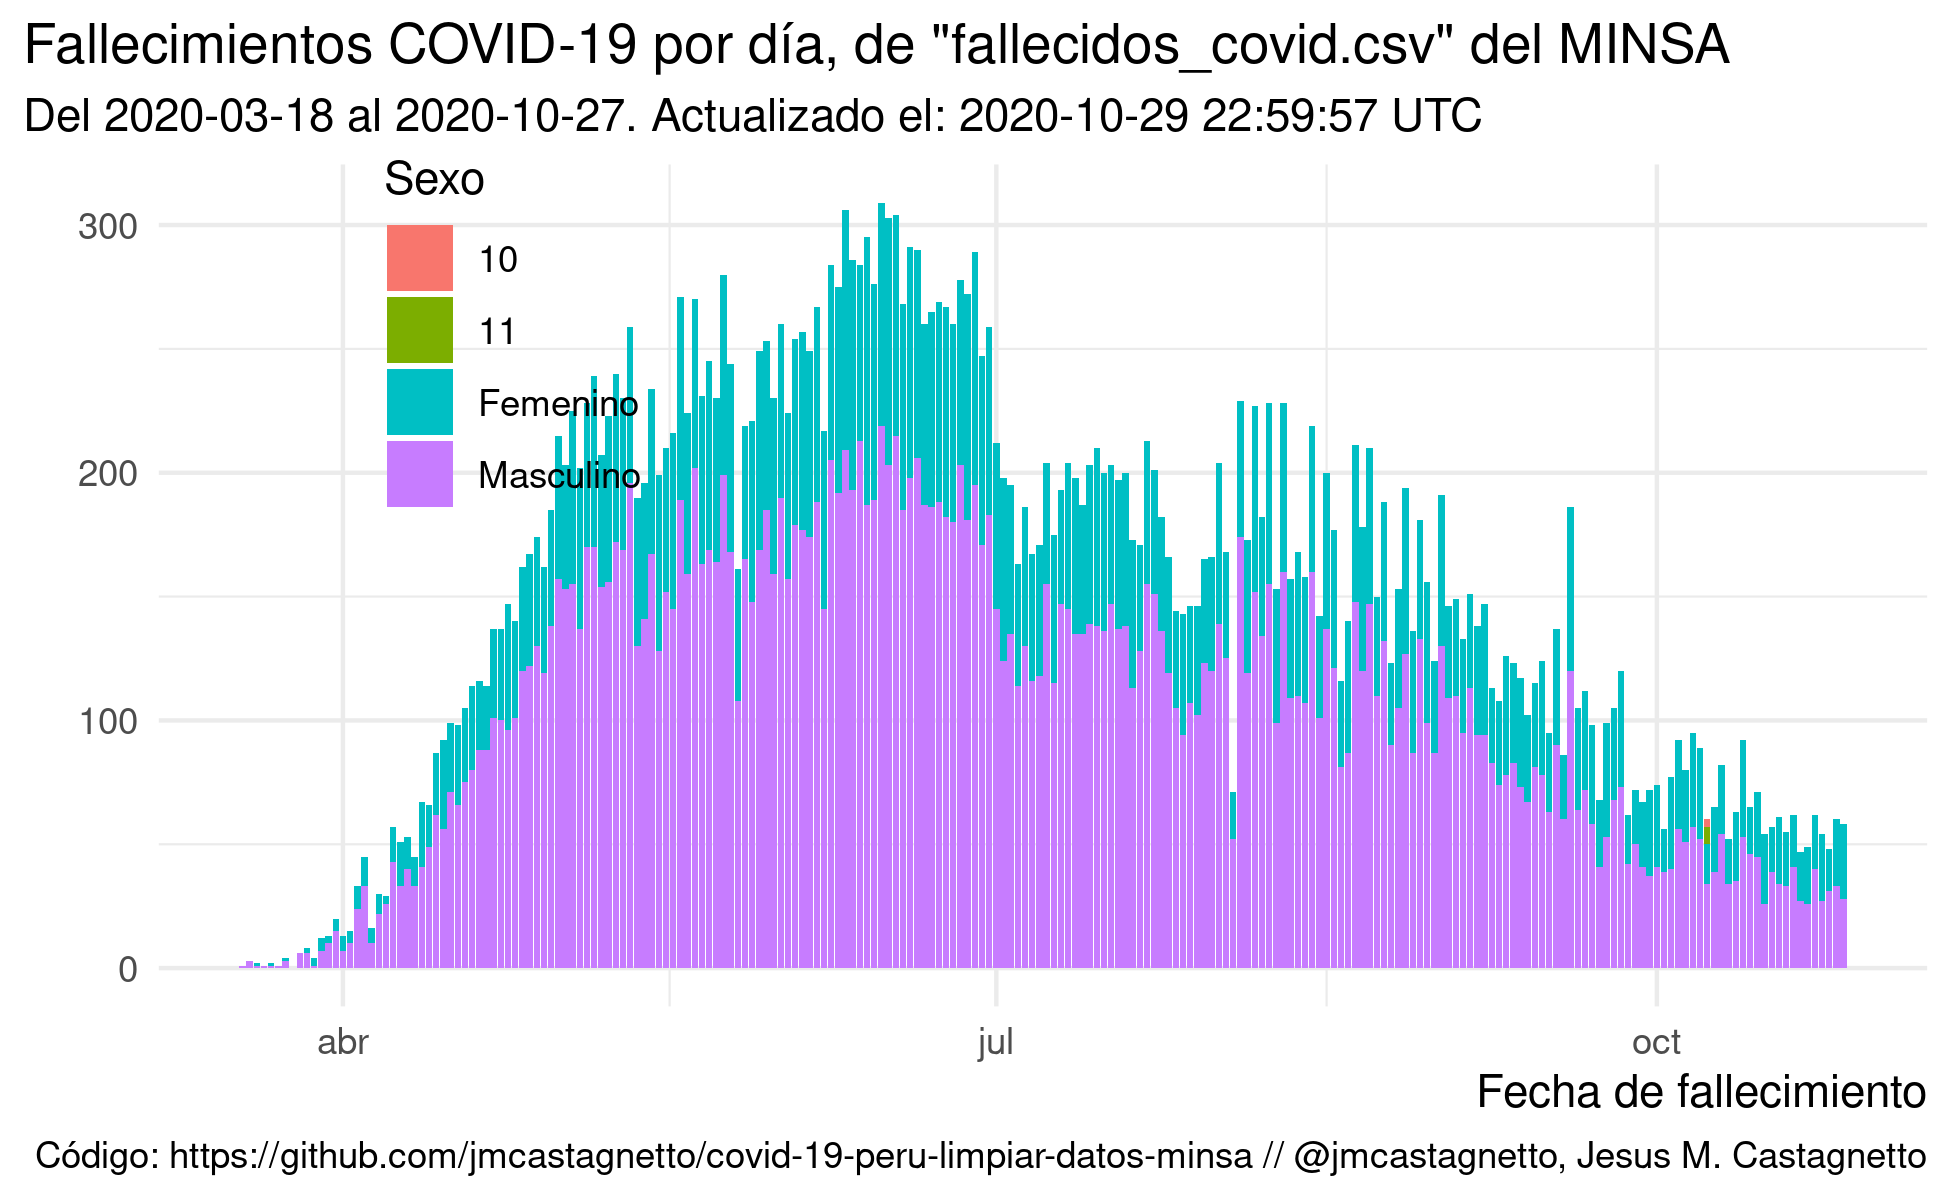 Fallecimientos COVID-19 por día, de "fallecidos_covid.csv" del MINSA
Del 2020-03-18 al 2020-10-27. Actualizado el: 2020-10-29 22:59:57 UTC
Sexo
10
11
Femenino
Masculino
300
200
100
0
abr jul oct
Fecha de fallecimiento
Código: https://github.com/jmcastagnetto/covid-19-peru-limpiar-datos-minsa // @jmcastagnetto, Jesus M. Castagnetto